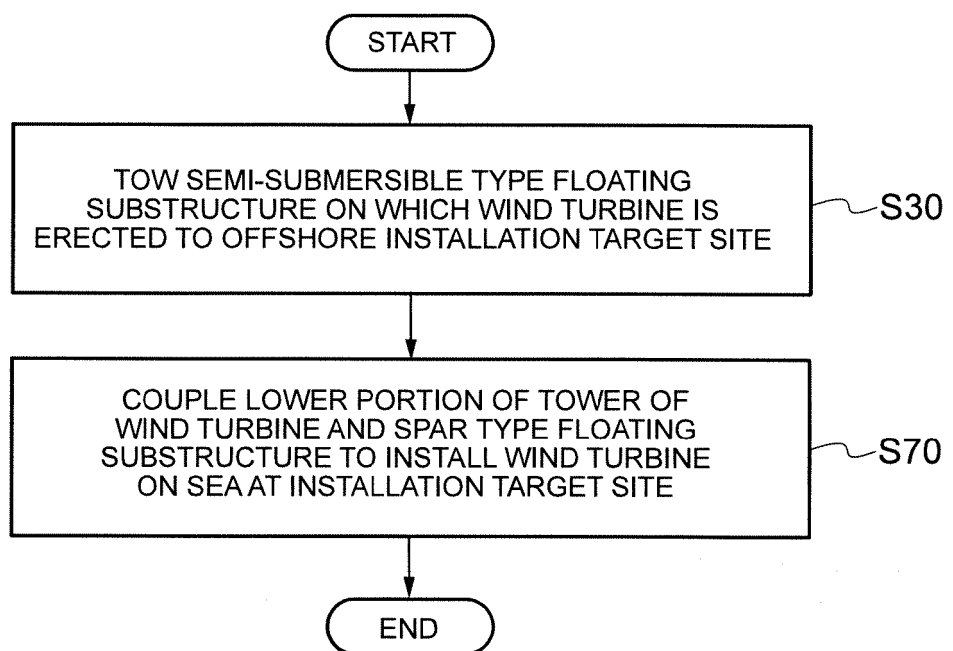 START
TOW SEMI-SUBMERSIBLE TYPE FLOATING
SUBSTRUCTURE ON WHICH WIND TURBINE IS
ERECTED TO OFFSHORE INSTALLATION TARGET SITE
S30
COUPLE LOWER PORTION OF TOWER OF
WIND TURBINE AND SPAR TYPE FLOATING
SUBSTRUCTURE TO INSTALL WIND TURBINE
ON SEA AT INSTALLATION TARGET SITE
S70
END